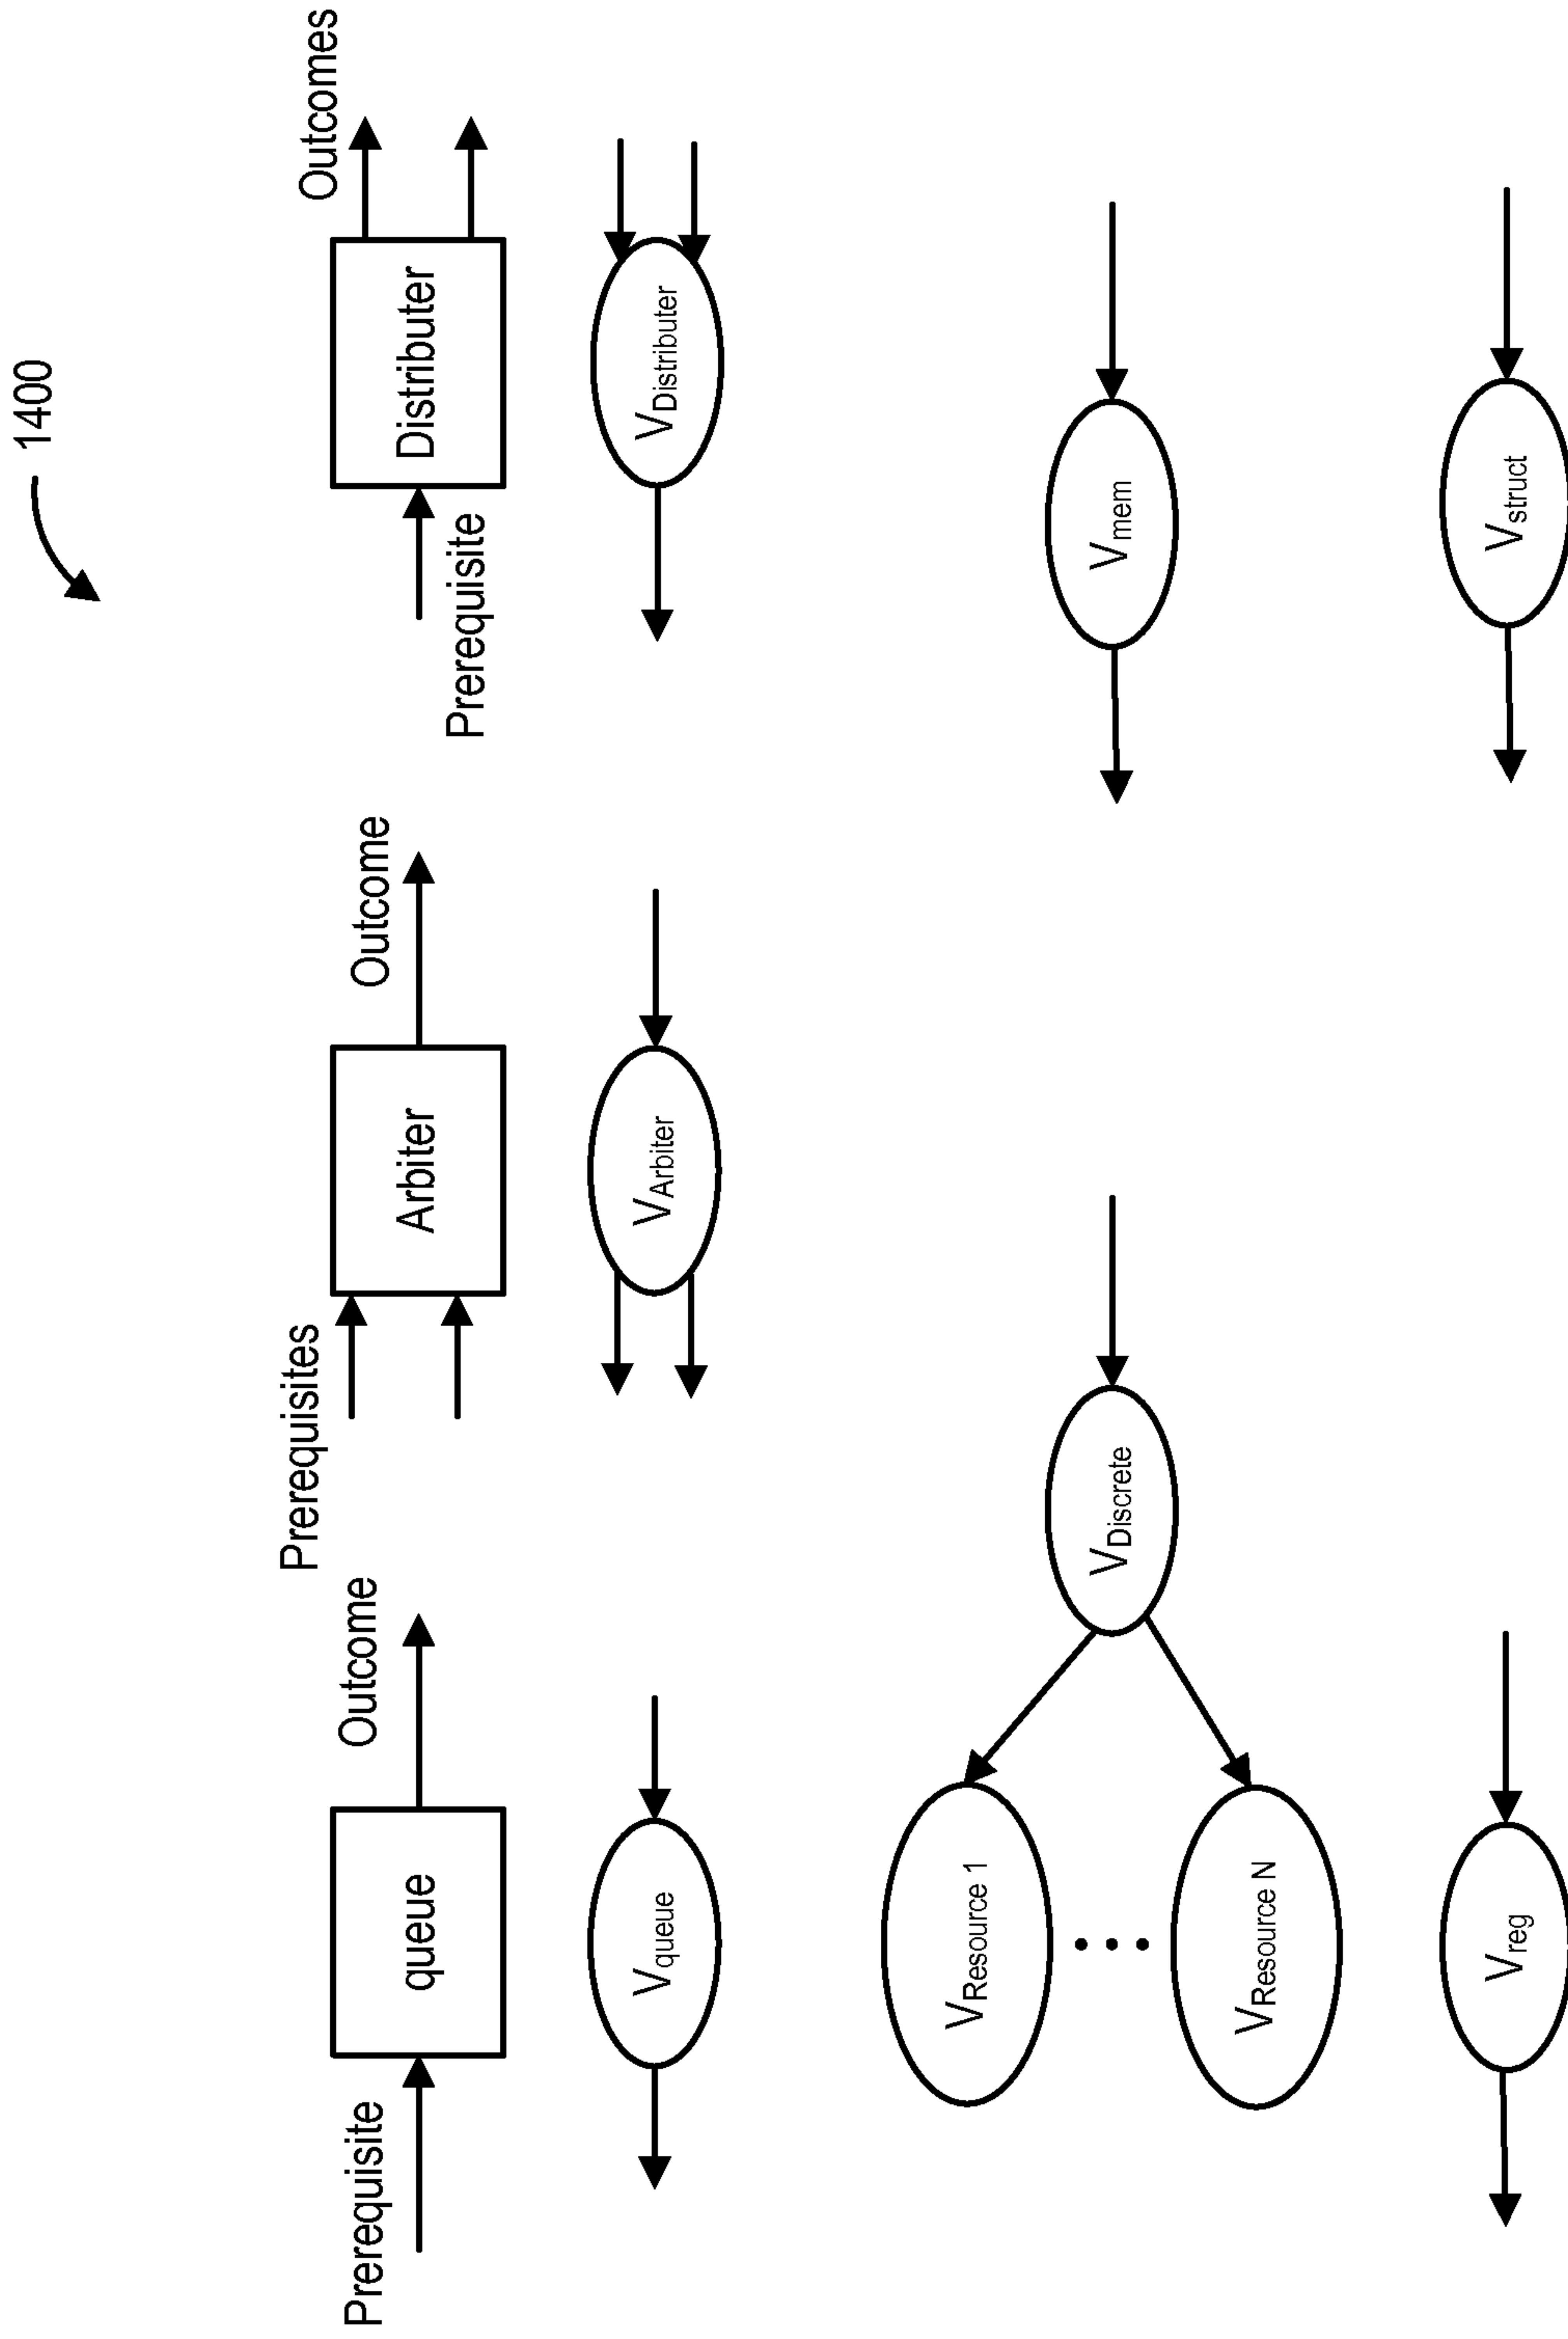 1400
Prerequisite
Outcome
Prerequisites
Outcome
Prerequisite
Outcomes
queue
Arbiter
Distributer
Vqueue
VArbiter
VDistributer
VResource 1
VResource N
VDiscrete
Vmem
Vreg
Vstruct